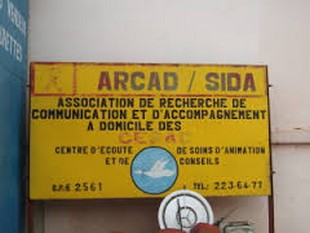 ARCAD / SIDA
ASSOCIATION DE RECHERCHE DE
COMMUNICATION ET D'ACCOMPAGNEMENT
A DOMICILE DES
CENTRE D'ECOUTE DE SOINS D'ANIMATION
ET DE CONSEILS
2561 TEL: 223-64-77